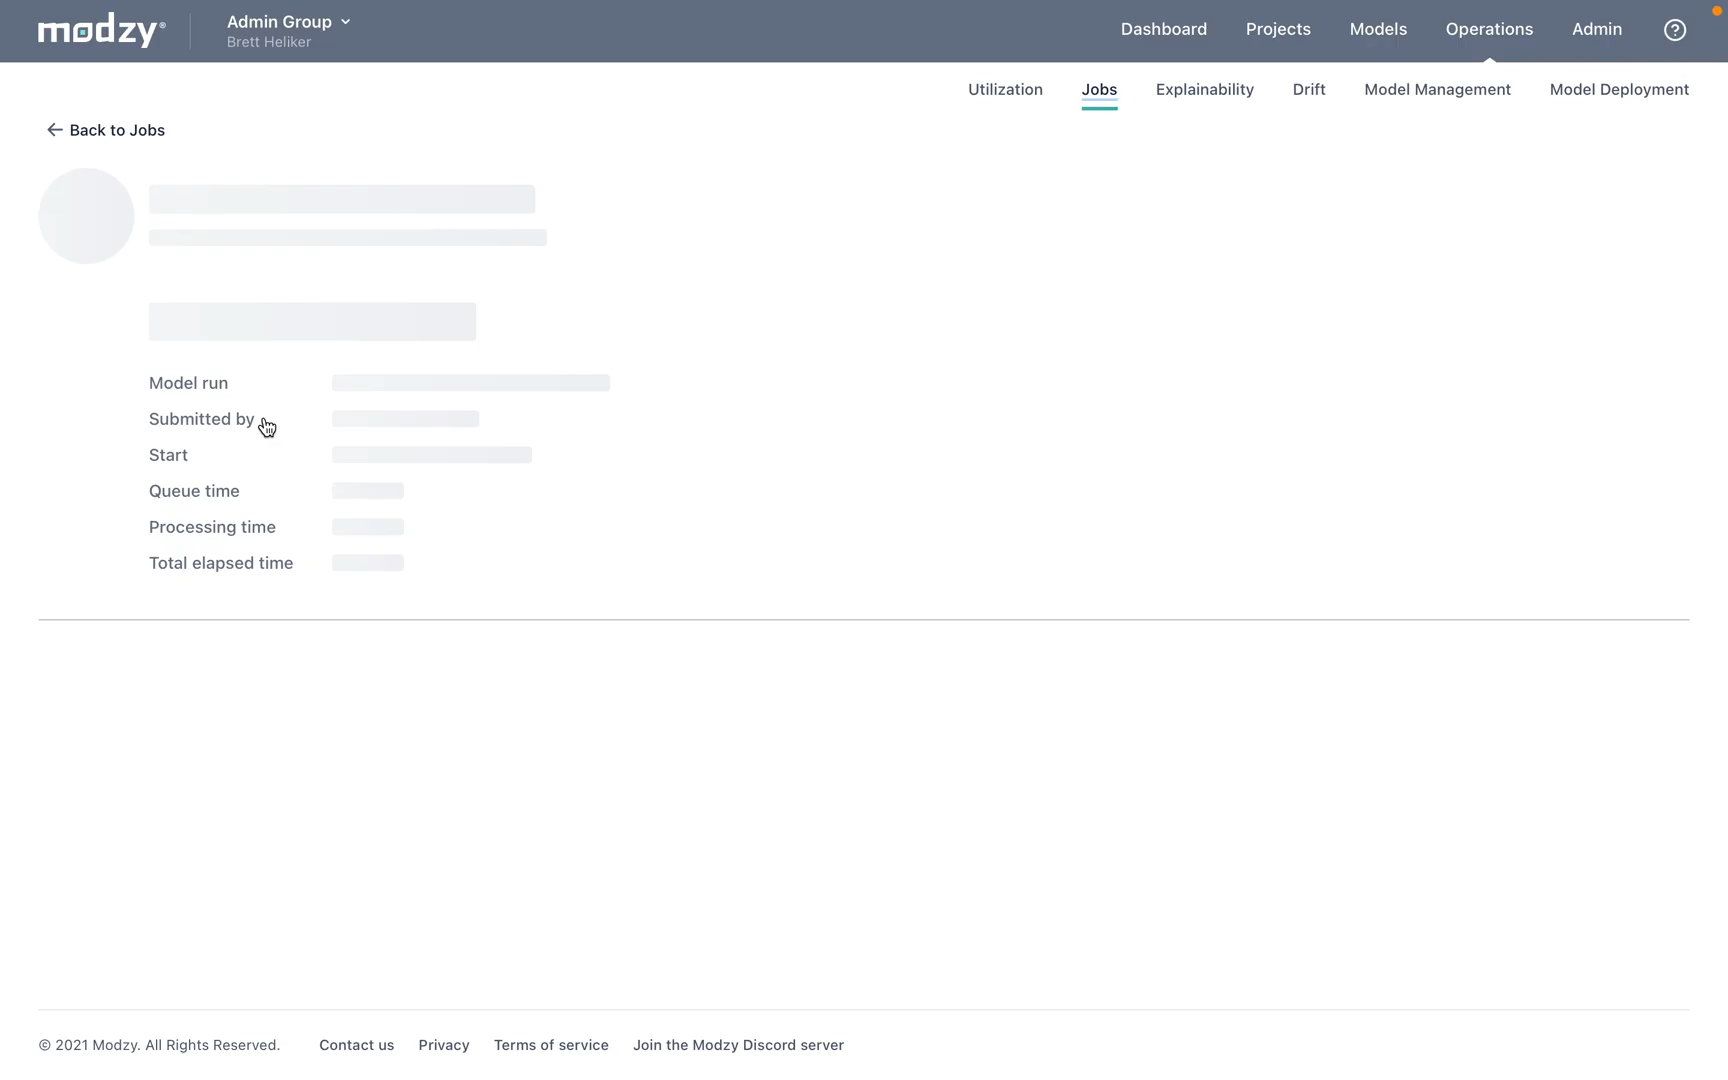 modzy®
Admin Group
Brett Heliker
Dashboard
Projects
Models
Operations
Admin
?
Utilization
Jobs
Explainability
Drift
Model Management
Model Deployment
← Back to Jobs
Model run
Submitted by
Start
Queue time
Processing time
Total elapsed time
© 2021 Modzy. All Rights Reserved.
Contact us
Privacy
Terms of service
Join the Modzy Discord server